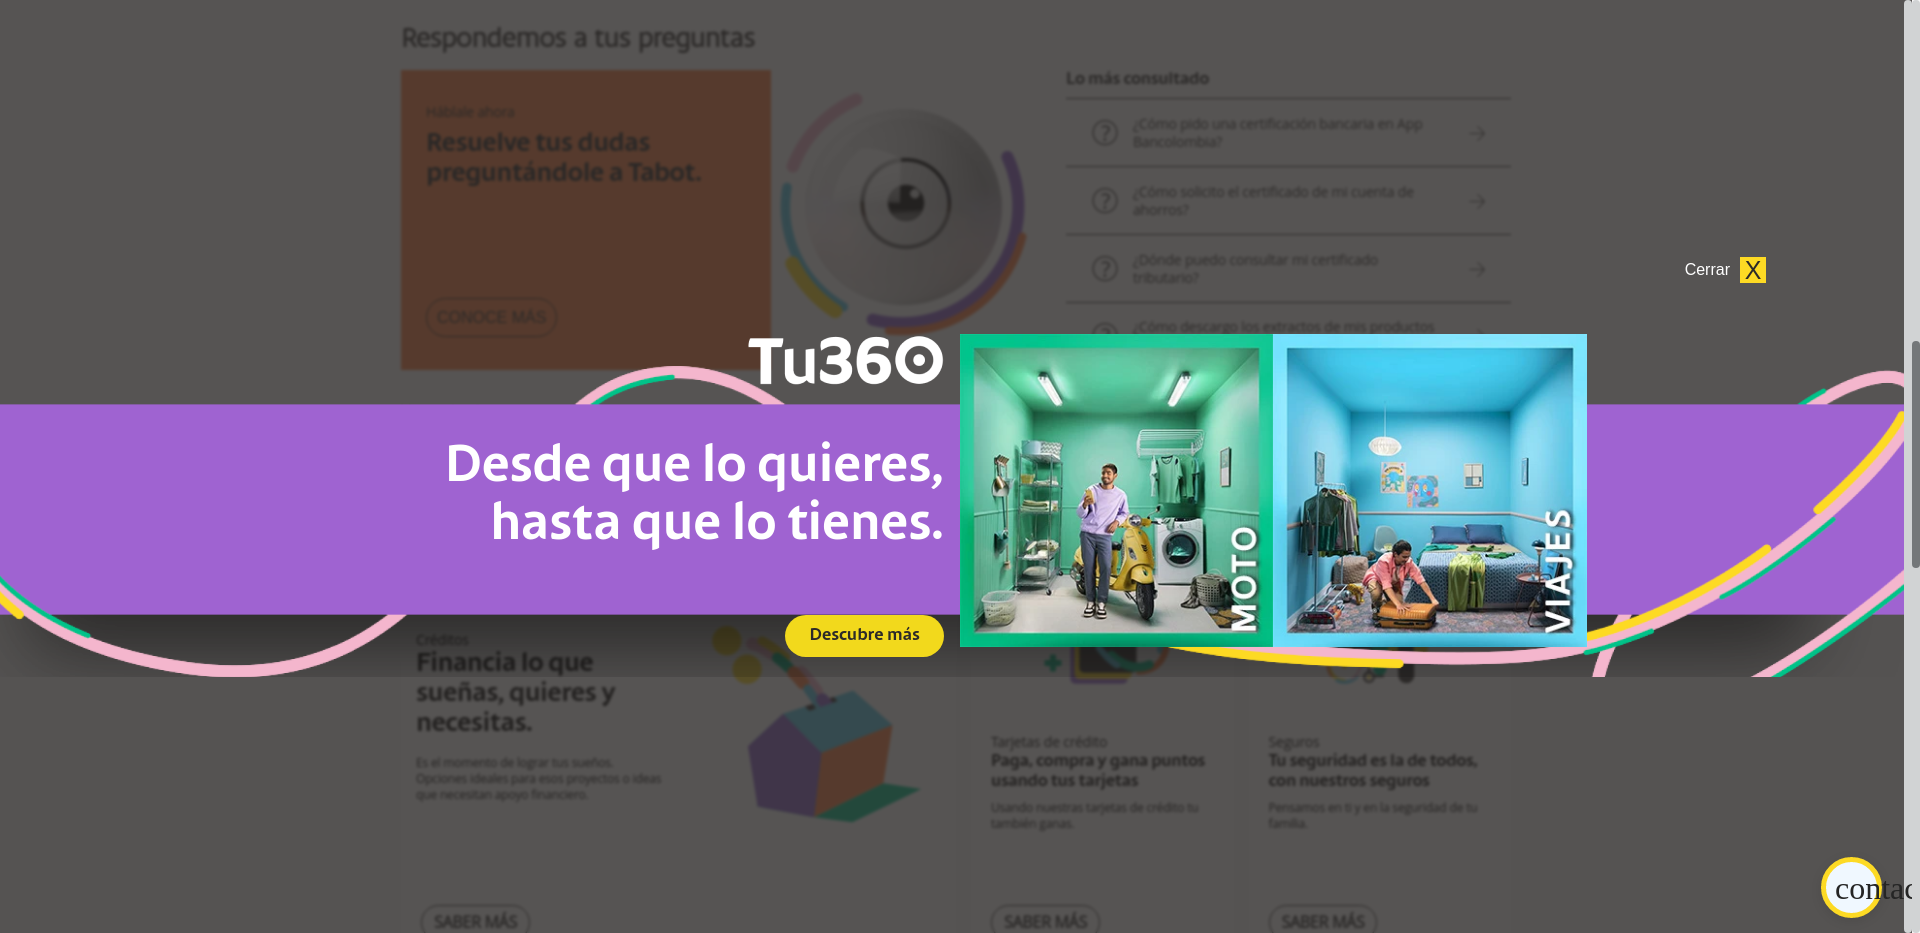 Respondemos a tus preguntas
Háblale ahora
Resuelve tus dudas
preguntándole a Tabot.
CONOCE MÁS
Lo más consultado
¿Cómo pido una certificación bancaria en App
Bancolombia?
¿Cómo solicito el certificado de mi cuenta de
ahorros?
¿Dónde puedo consultar mi certificado
tributario?
¿Cómo descargo los extractos de mis productos
Cerrar
X
Tu360
Desde que lo quieres,
hasta que lo tienes.
Descubre más
MOTO
VIAJES
Créditos
Financia lo que
sueñas, quieres y
necesitas.
Es el momento de lograr tus sueños.
Opciones ideales para esos proyectos o ideas
que necesitan apoyo financiero.
SABER MÁS
Tarjetas de crédito
Paga, compra y gana puntos
usando tus tarjetas
Usando nuestras tarjetas de crédito tu
también ganas.
SABER MÁS
Seguros
Tu seguridad es la de todos,
con nuestros seguros
Pensamos en ti y en la seguridad de tu
familia.
SABER MÁS
contac